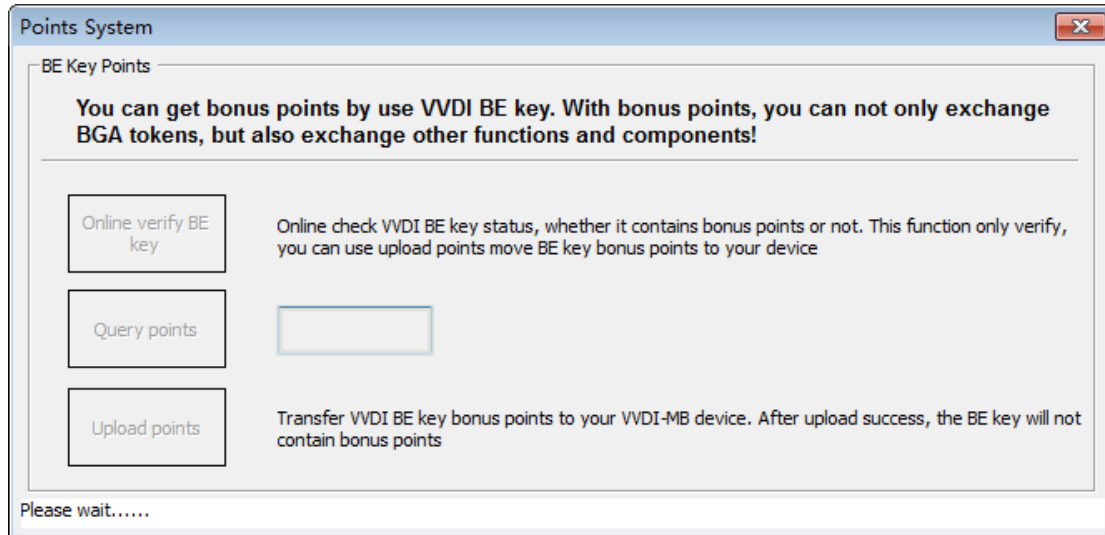 Points System
BE Key Points
You can get bonus points by use VVDI BE key. With bonus points, you can not only exchange
BGA tokens, but also exchange other functions and components!
Online verify BE
key
Online check VVDI BE key status, whether it contains bonus points or not. This function only verify,
you can use upload points move BE key bonus points to your device
Query points
Upload points
Transfer VVDI BE key bonus points to your VVDI-MB device. After upload success, the BE key will not
contain bonus points
Please wait......